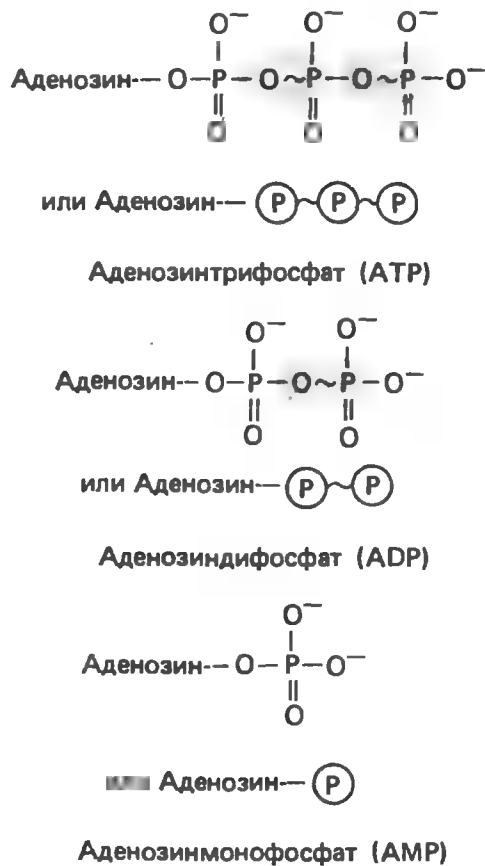 O⁻ O⁻ O⁻
Аденозин — O — P — O ~ P — O ~ P — O⁻
или Аденозин — P ~ P ~ P
Аденозинтрифосфат (ATP)
O⁻ O⁻
Аденозин — O — P — O ~ P — O⁻
O O
или Аденозин — P ~ P
Аденозиндифосфат (ADP)
O⁻
Аденозин — O — P — O⁻
O
Аденозин — P
Аденозинмонофосфат (AMP)